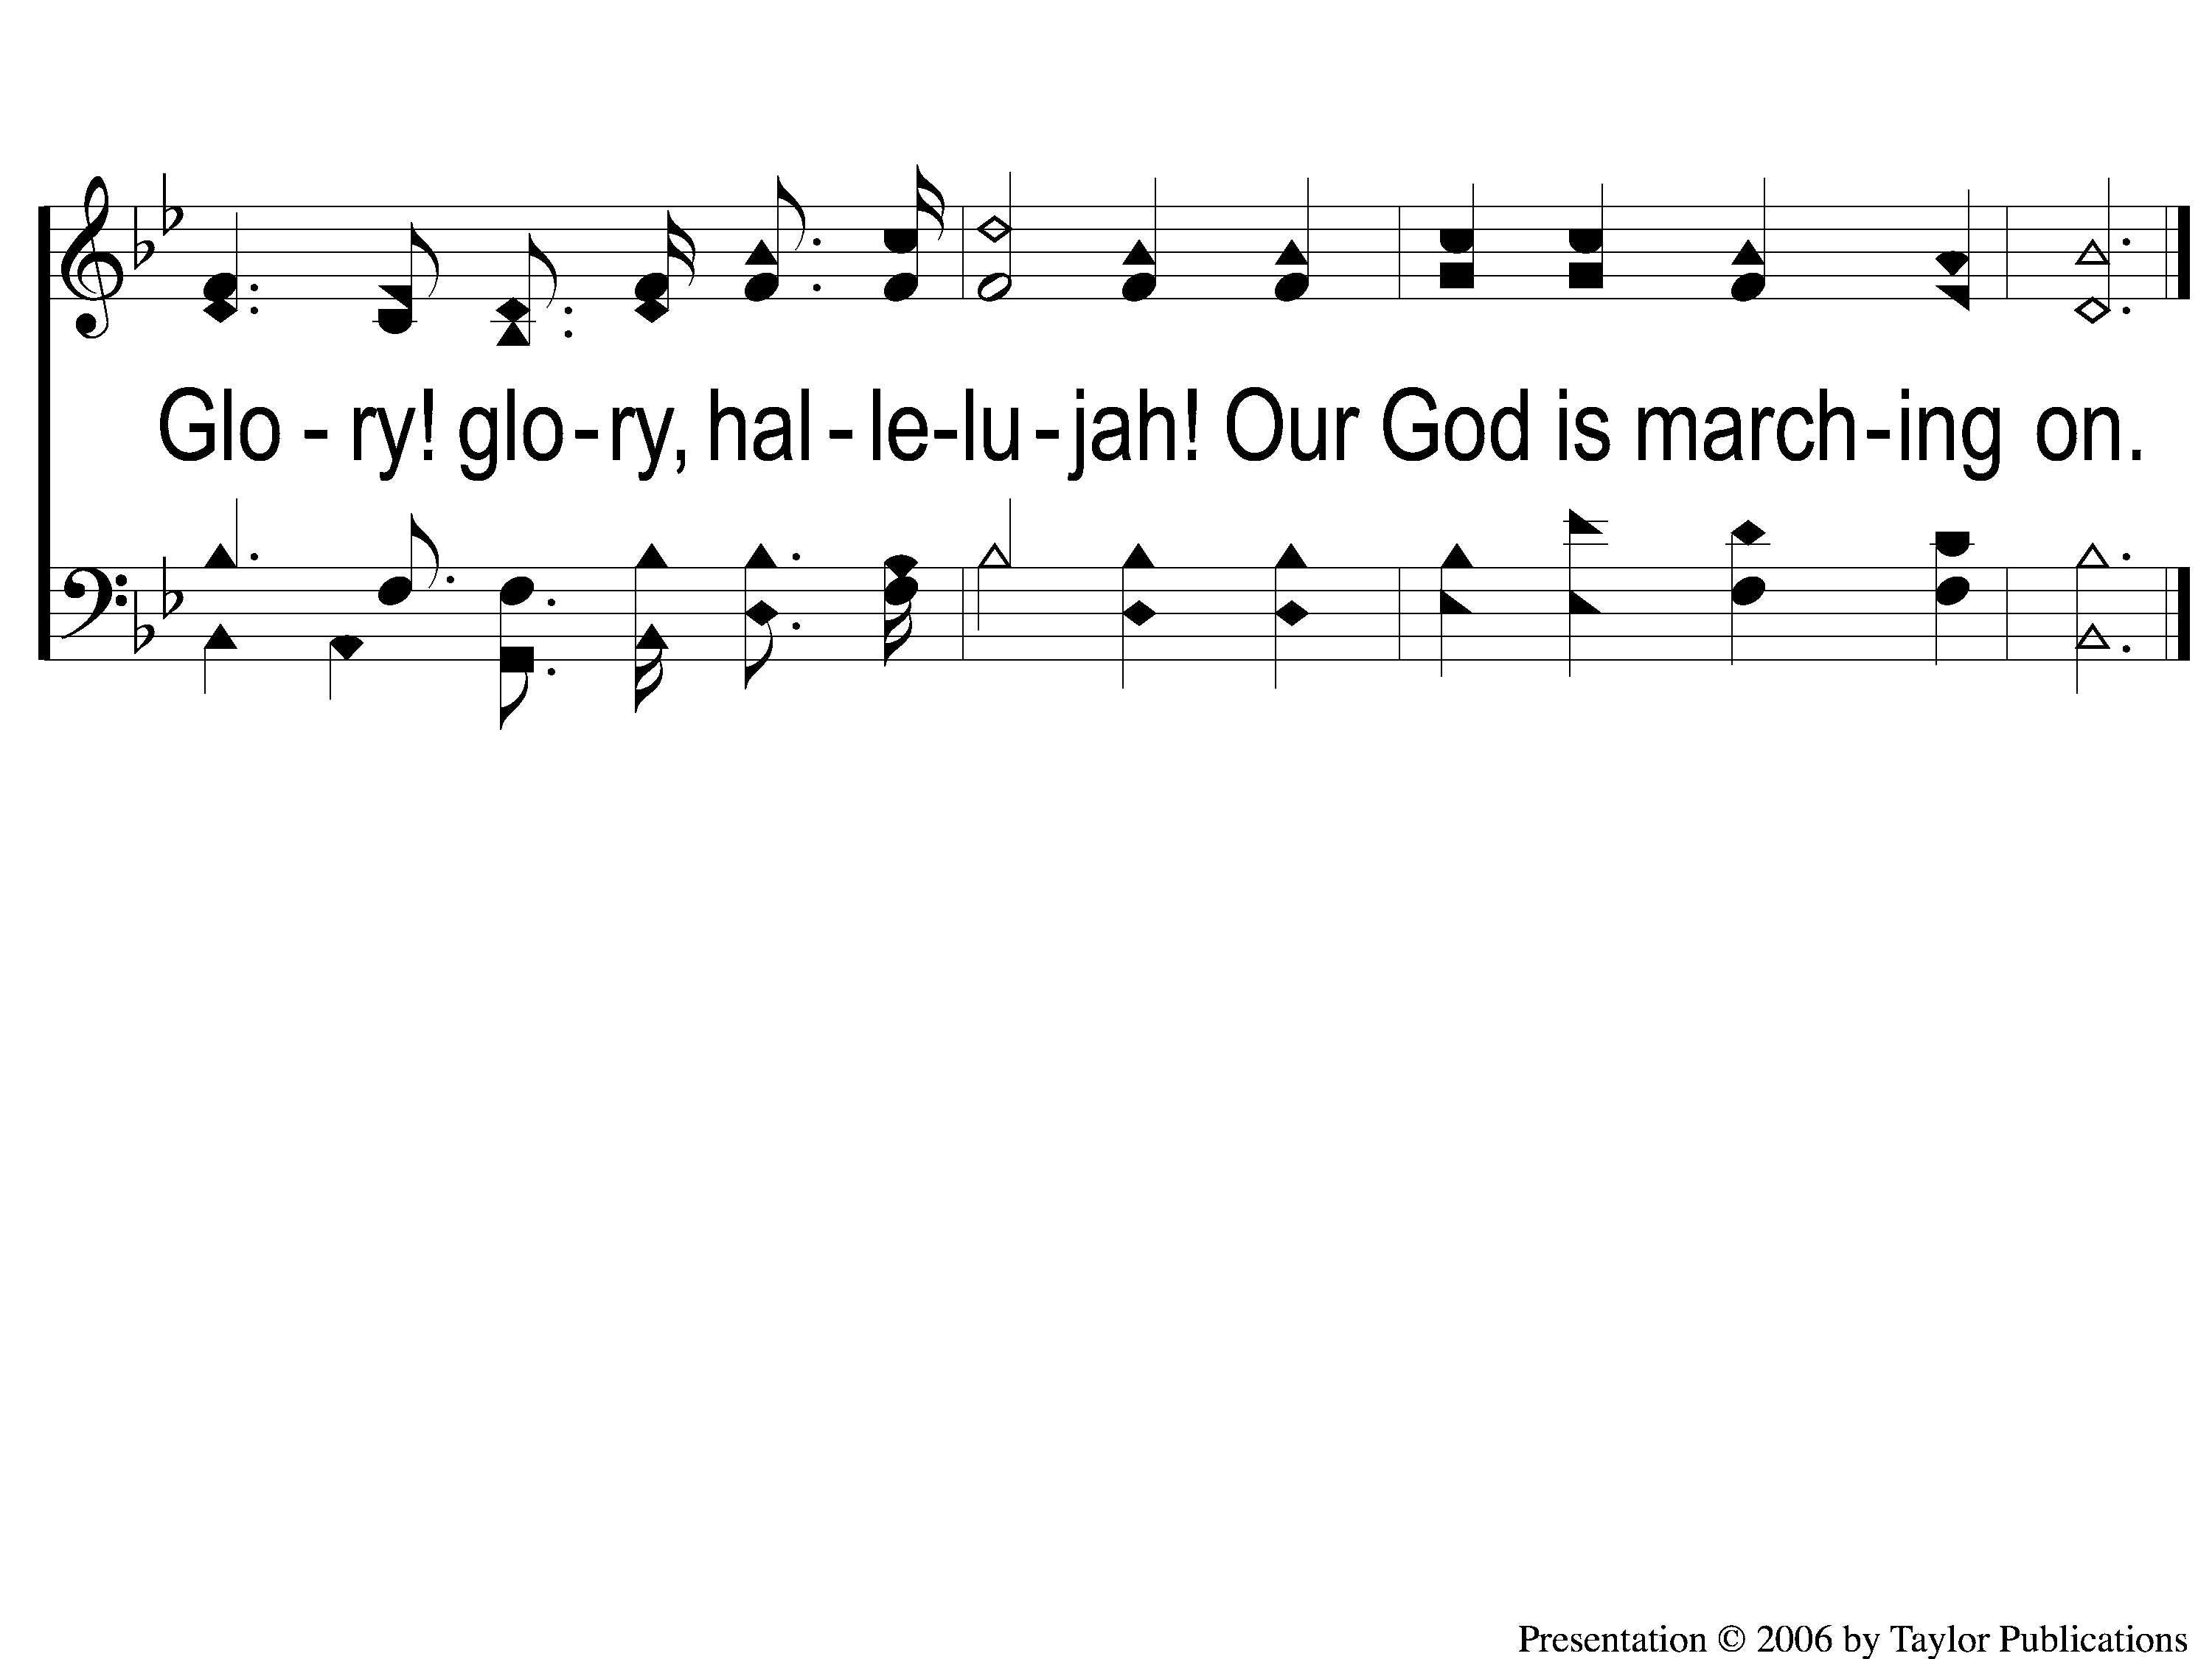 Glo - ry! glo - ry, hal - le - lu - jah! Our God is march - ing on.
Presentation © 2006 by Taylor Publications